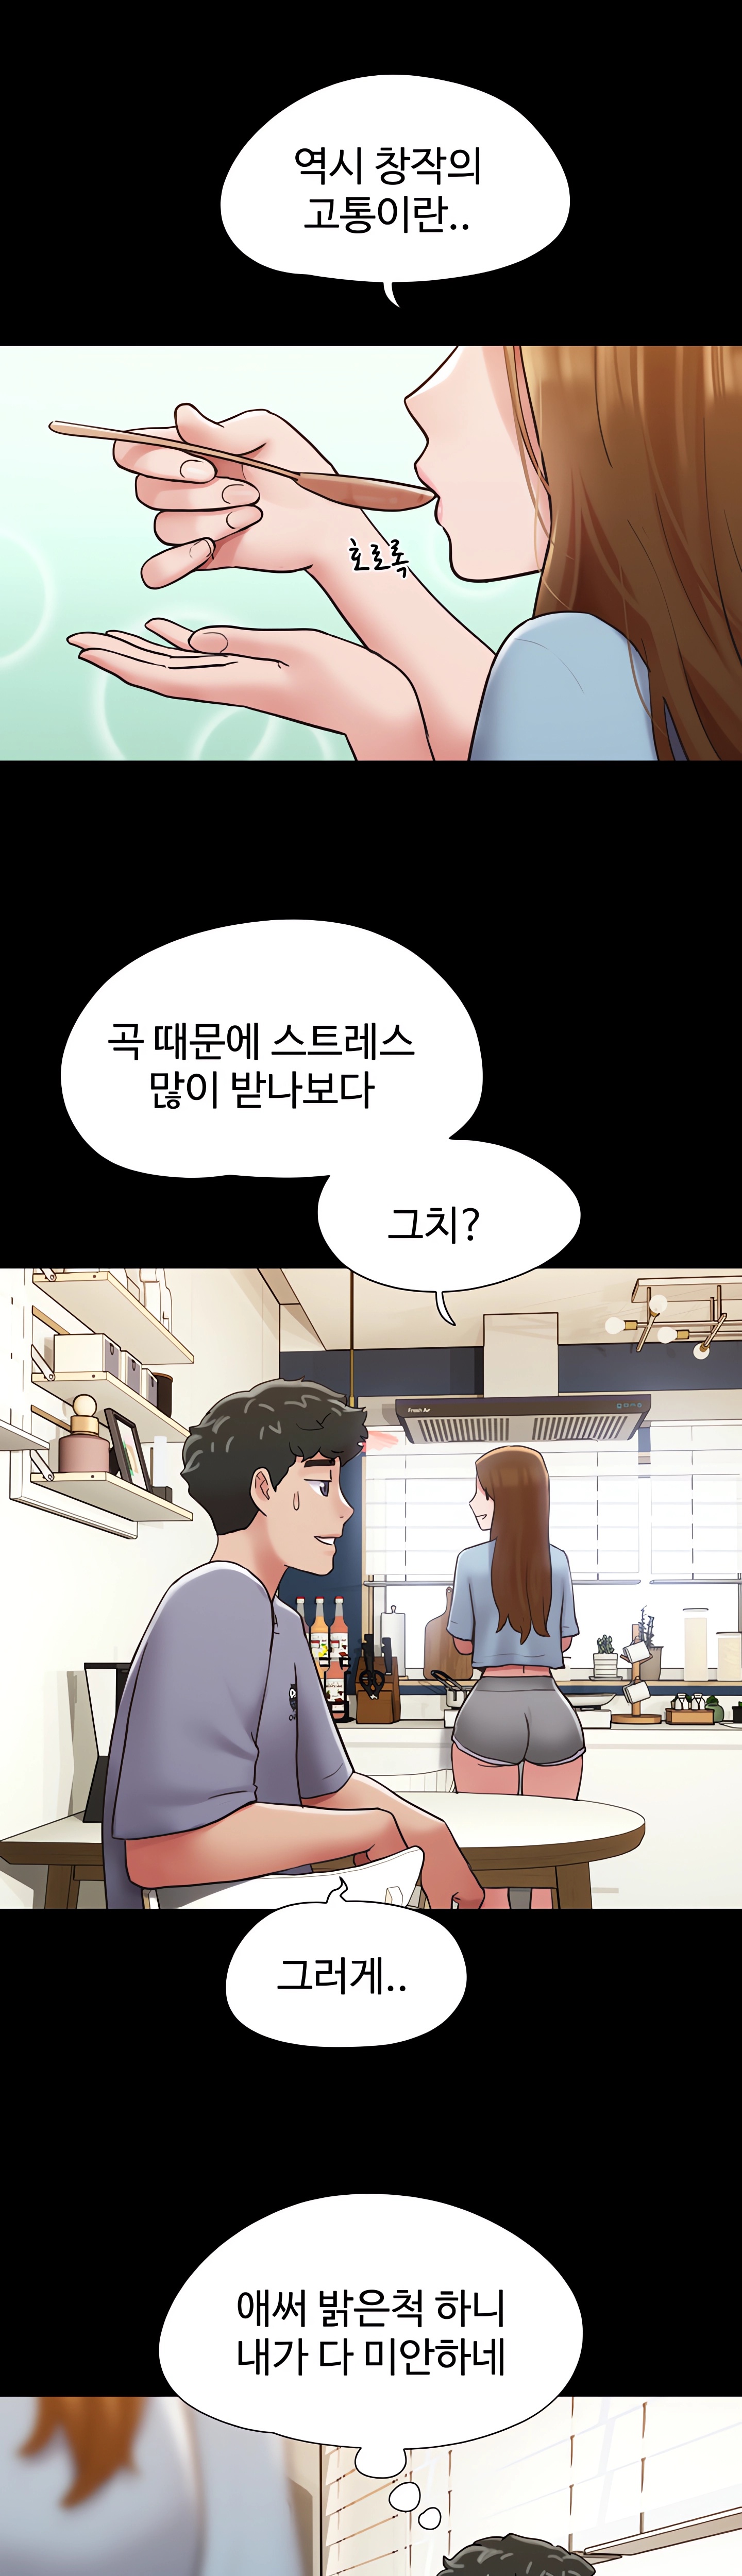 역시 창작의
고통이란..
호로록
곡 때문에 스트레스
많이 받나보다
그치?
Fresh Air
그러게..
애써 밝은척 하니
내가 다 미안하네